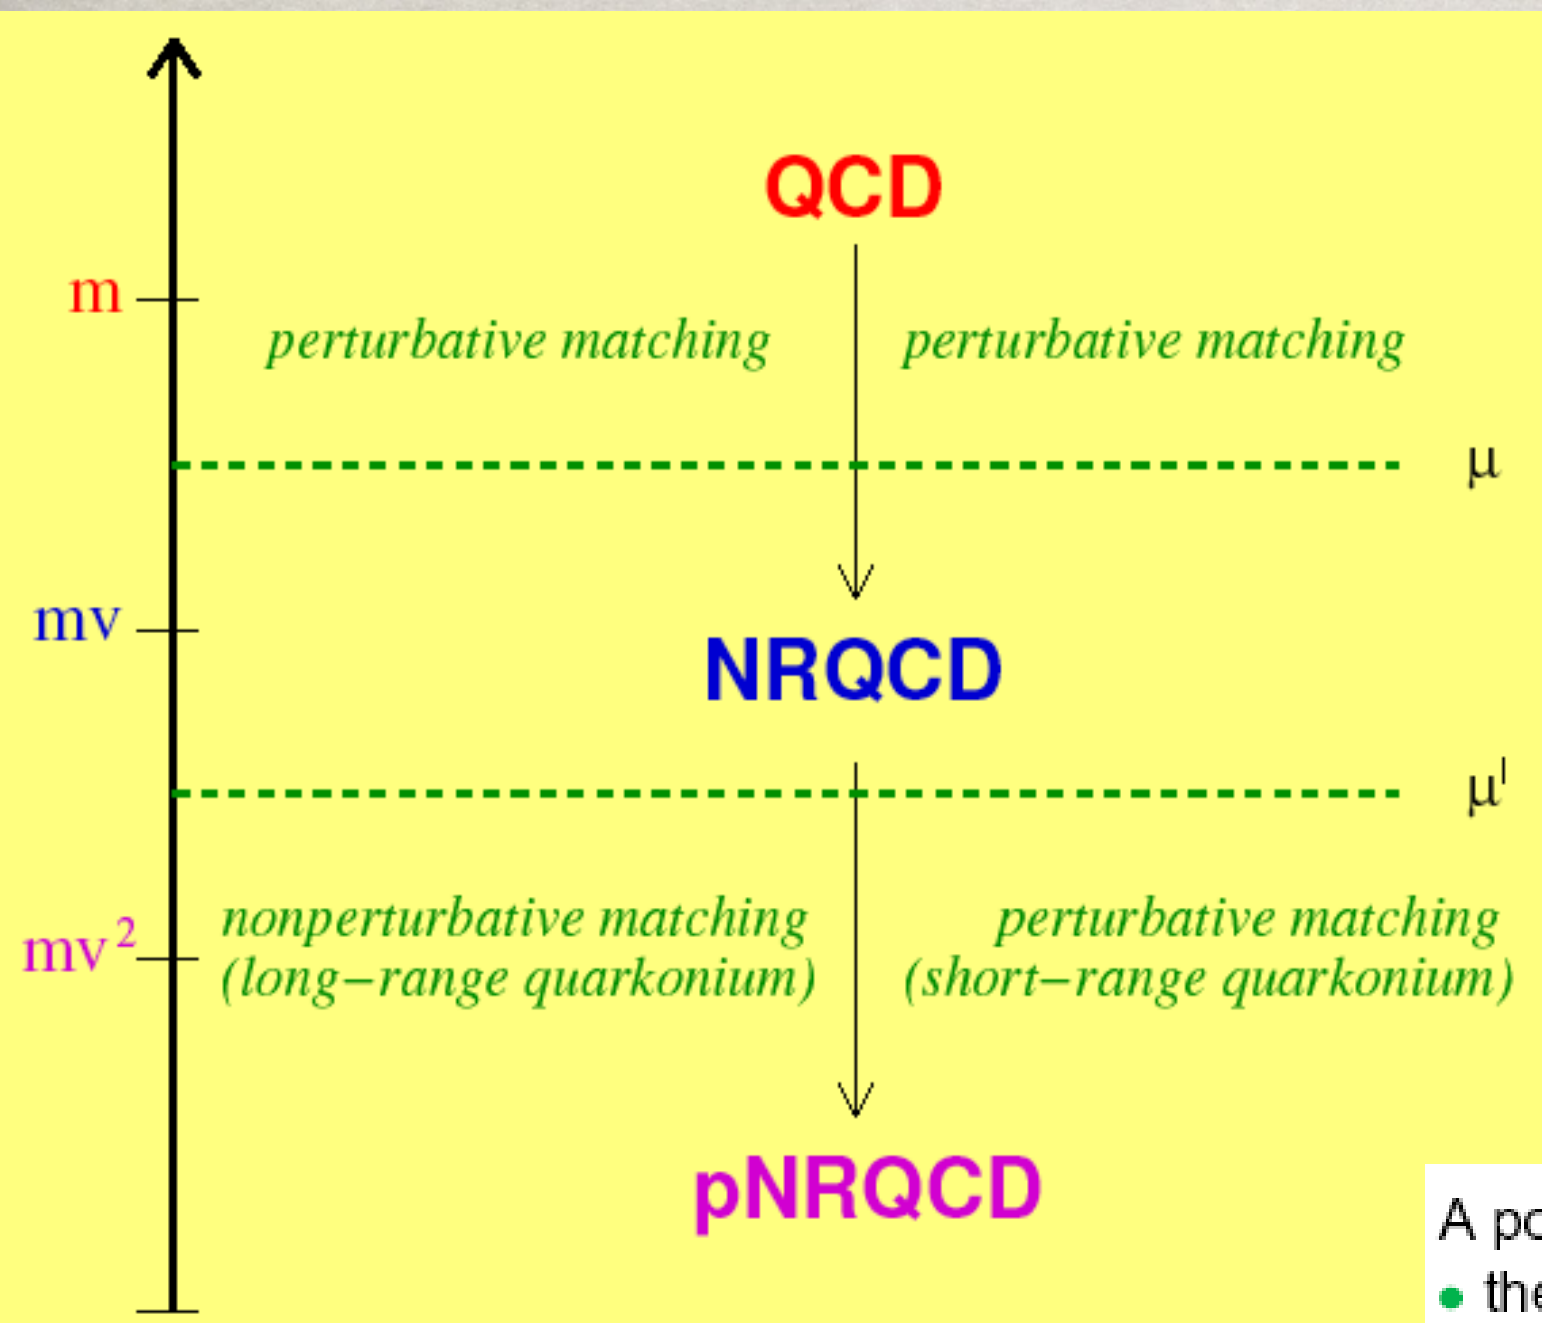 QCD
m
perturbative matching perturbative matching
μ
mv
NRQCD
μ'
nonperturbative matching perturbative matching
mv² (long−range quarkonium) (short−range quarkonium)
pNRQCD
A